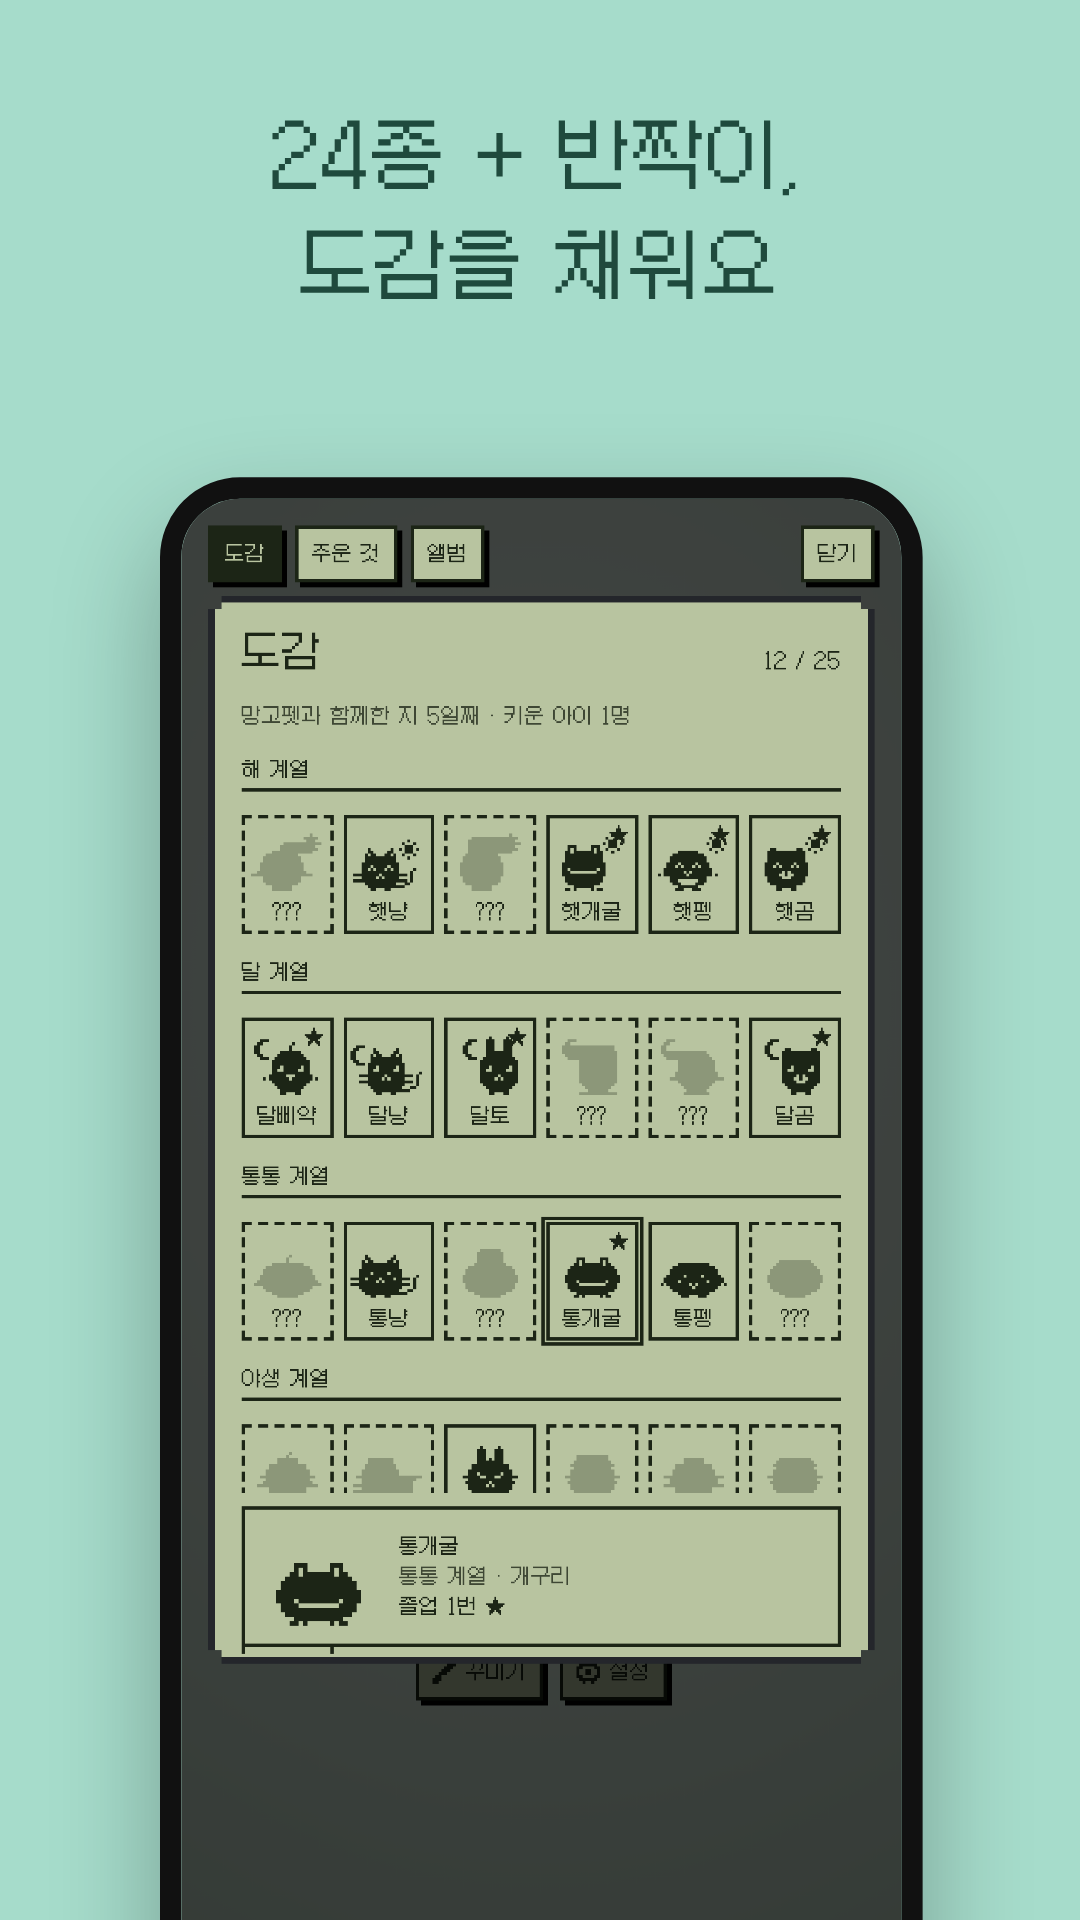 24종 + 반짝이,
도감을 채워요
도감 주운 것 앨범 닫기
도감 12 / 25
망고펫과 함께한 지 5일째 · 키운 아이 1명
해 계열
??? 햇냥 ??? 햇개굴 햇펭 햇곰
달 계열
달삐약 달냥 달토 ??? ??? 달곰
통통 계열
??? 통냥 ??? 통개굴 통펭 ???
야생 계열
통개굴
통통 계열 · 개구리
졸업 1번 ★
꾸미기 설정